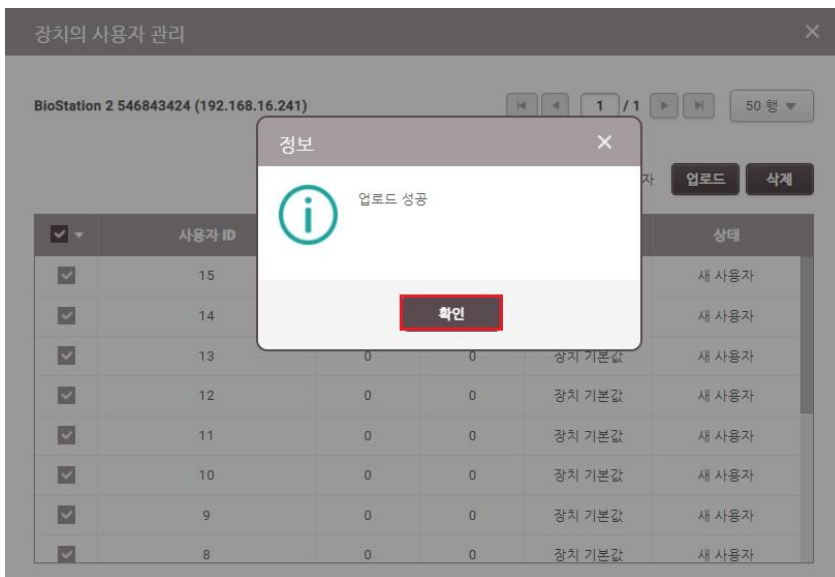 장치의 사용자 관리
BioStation 2 546843424 (192.168.16.241)
1 / 1
50 행
정보
업로드 성공
확인
자 업로드 삭제
사용자 ID 상태
15 새 사용자
14 새 사용자
13 0 0 장치 기본값 새 사용자
12 0 0 장치 기본값 새 사용자
11 0 0 장치 기본값 새 사용자
10 0 0 장치 기본값 새 사용자
9 0 0 장치 기본값 새 사용자
8 0 0 장치 기본값 새 사용자